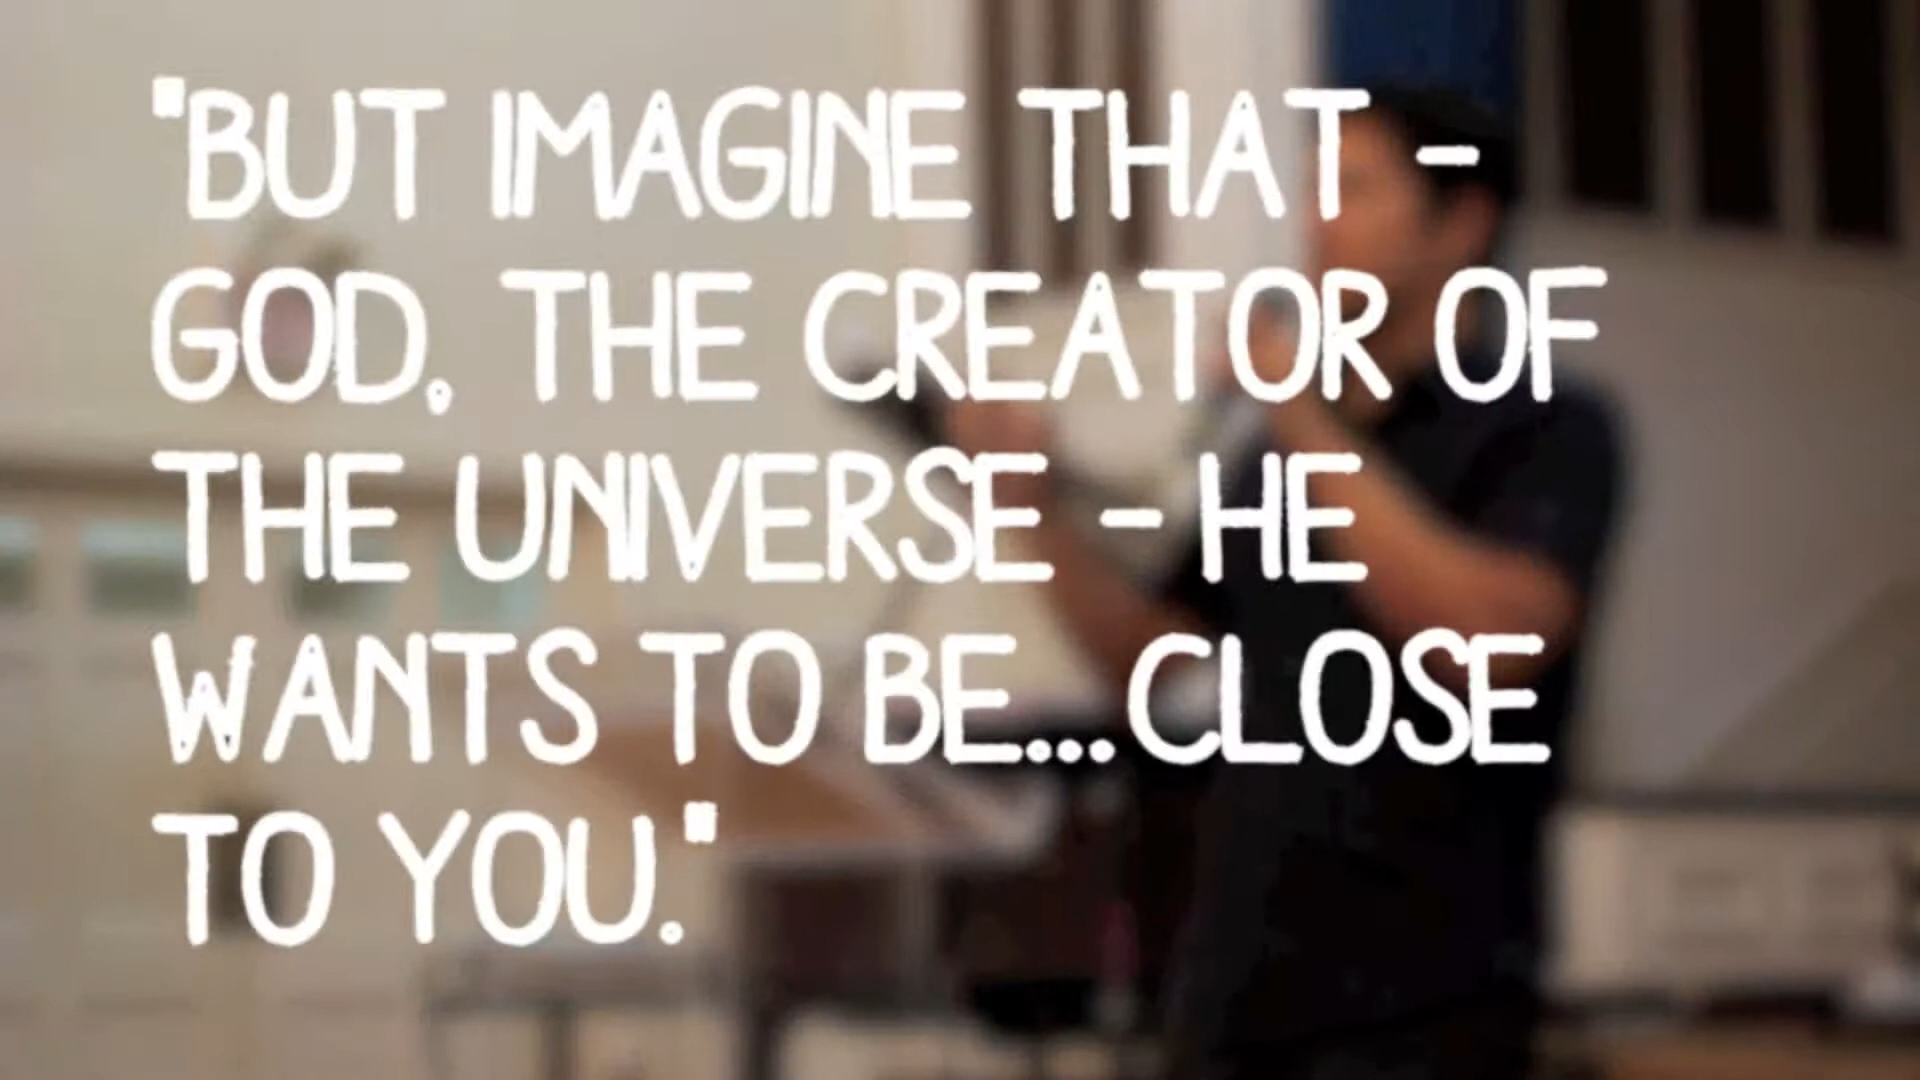 "BUT IMAGINE THAT -
GOD, THE CREATOR OF
THE UNIVERSE - HE
WANTS TO BE... CLOSE
TO YOU."